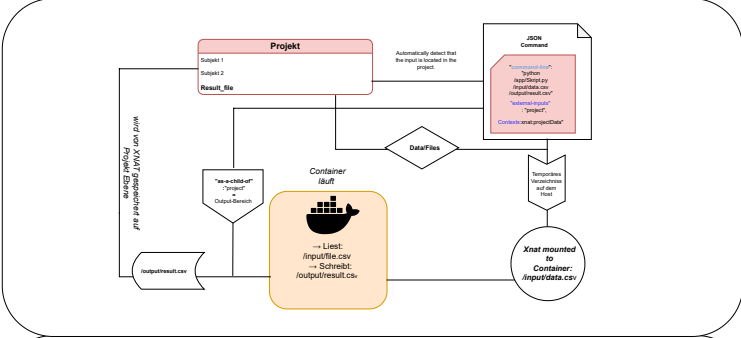 Projekt
Subjekt 1
Subjekt 2
Result_file
Automatically detect that
the input is located in the
project.
JSON
Command
"command-line":
"python
/app/Skript.py
/input/data.csv
/output/result.csv"
"external-inputs"
: "project",
Contexts:xnat:projectData"
Data/Files
wird von XNAT gespeichert auf
Projekt Ebene
"as-a-child-of"
:"project"
=
Output-Bereich
Container
läuft
→ Liest:
/input/file.csv
→ Schreibt:
/output/result.csv
Temporäres
Verzeichniss
auf dem
Host
Xnat mounted
to
Container:
/input/data.csv
/output/result.csv